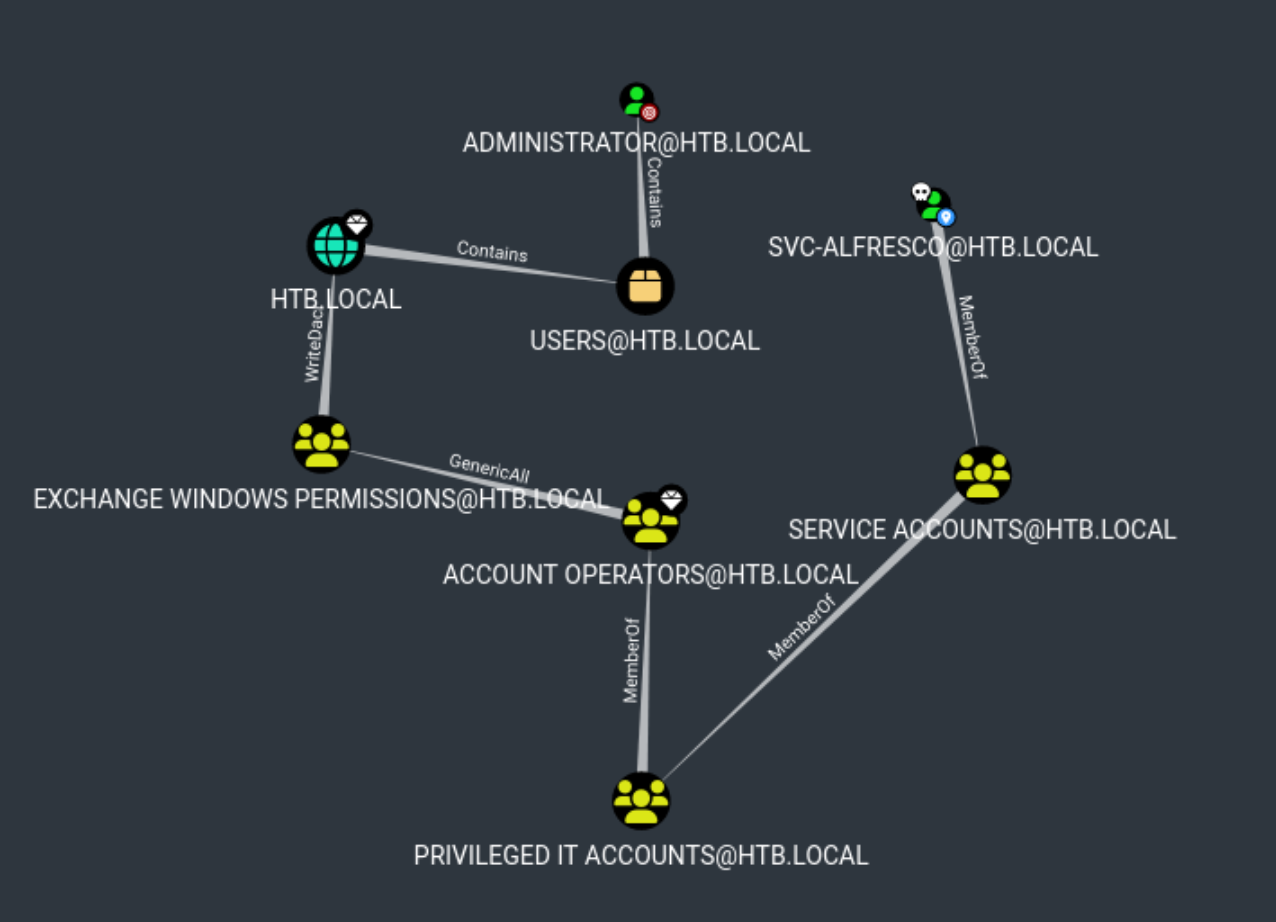 ADMINISTRATOR@HTB.LOCAL
Contains
SVC-ALFRESCO@HTB.LOCAL
Contains
HTB.LOCAL
MemberOf
USERS@HTB.LOCAL
WriteDacl
GenericAll
EXCHANGE WINDOWS PERMISSIONS@HTB.LOCAL
SERVICE ACCOUNTS@HTB.LOCAL
ACCOUNT OPERATORS@HTB.LOCAL
MemberOf
MemberOf
PRIVILEGED IT ACCOUNTS@HTB.LOCAL